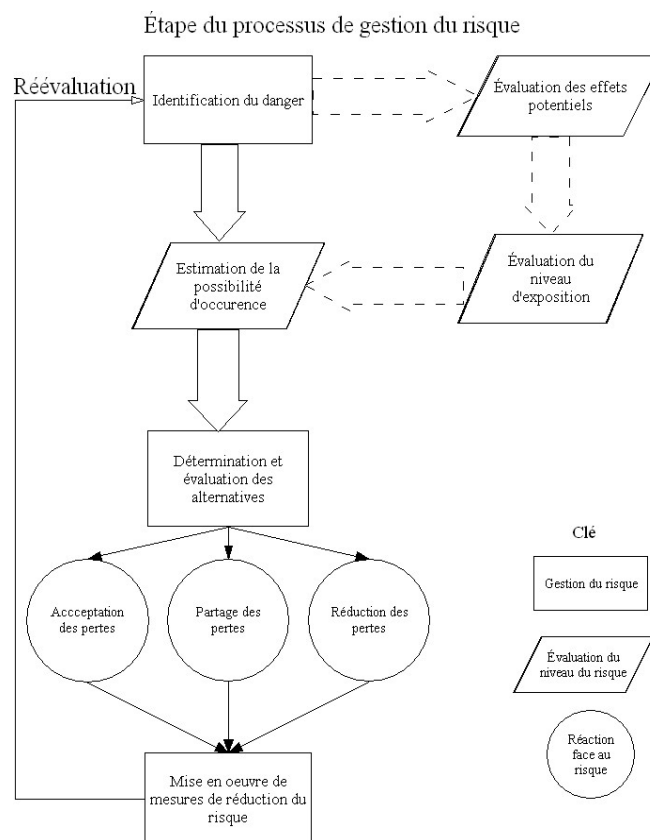 Étape du processus de gestion du risque
Réévaluation
Identification du danger
Évaluation des effets
potentiels
Estimation de la
possibilité
d'occurence
Évaluation du
niveau
d'exposition
Détermination et
évaluation des
alternatives
Accceptation
des pertes
Partage des
pertes
Réduction des
pertes
Mise en oeuvre de
mesures de réduction du
risque
Clé
Gestion du risque
Évaluation du
niveau du risque
Réaction
face au
risque